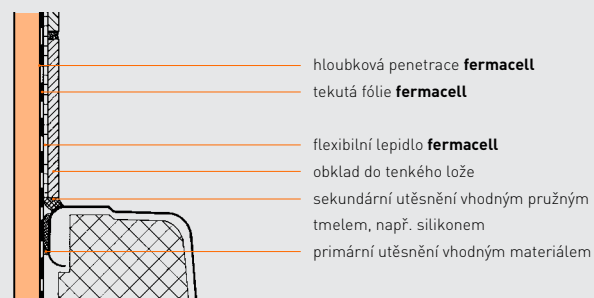 hloubková penetrace fermacell
tekutá fólie fermacell
flexibilní lepidlo fermacell
obklad do tenkého lože
sekundární utěsnění vhodným pružným
tmelem, např. silikonem
primární utěsnění vhodným materiálem